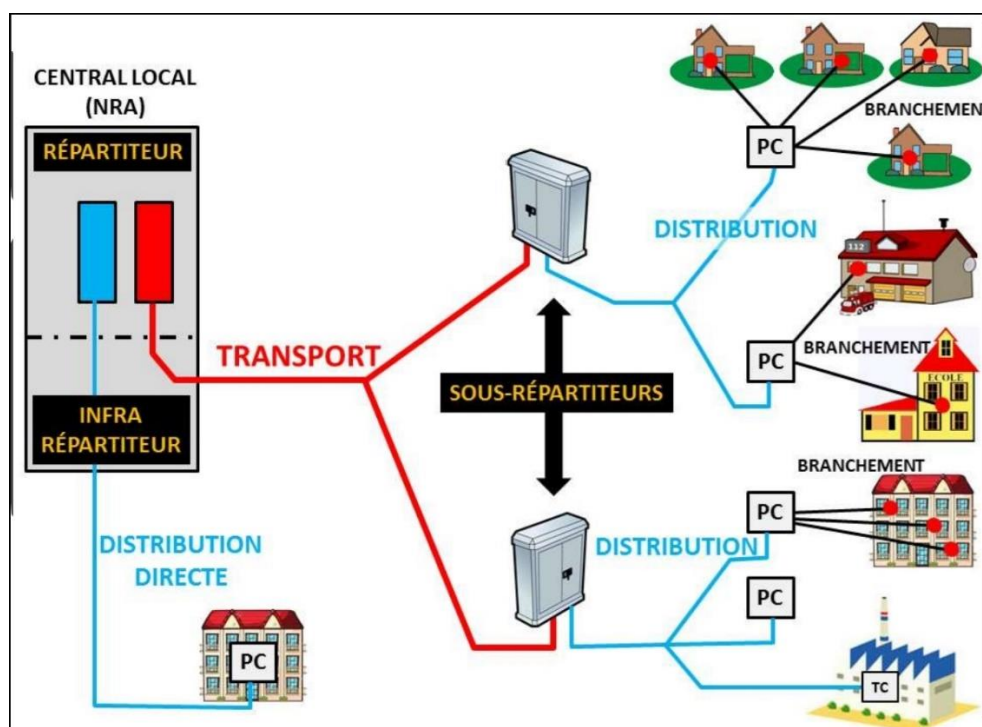 CENTRAL LOCAL
(NRA)
RÉPARTITEUR
INFRA
RÉPARTITEUR
DISTRIBUTION
DIRECTE
PC
TRANSPORT
SOUS-RÉPARTITEURS
DISTRIBUTION
PC
BRANCHEMEN
112
PC
BRANCHEMENT
ECOLE
DISTRIBUTION
BRANCHEMENT
PC
PC
TC